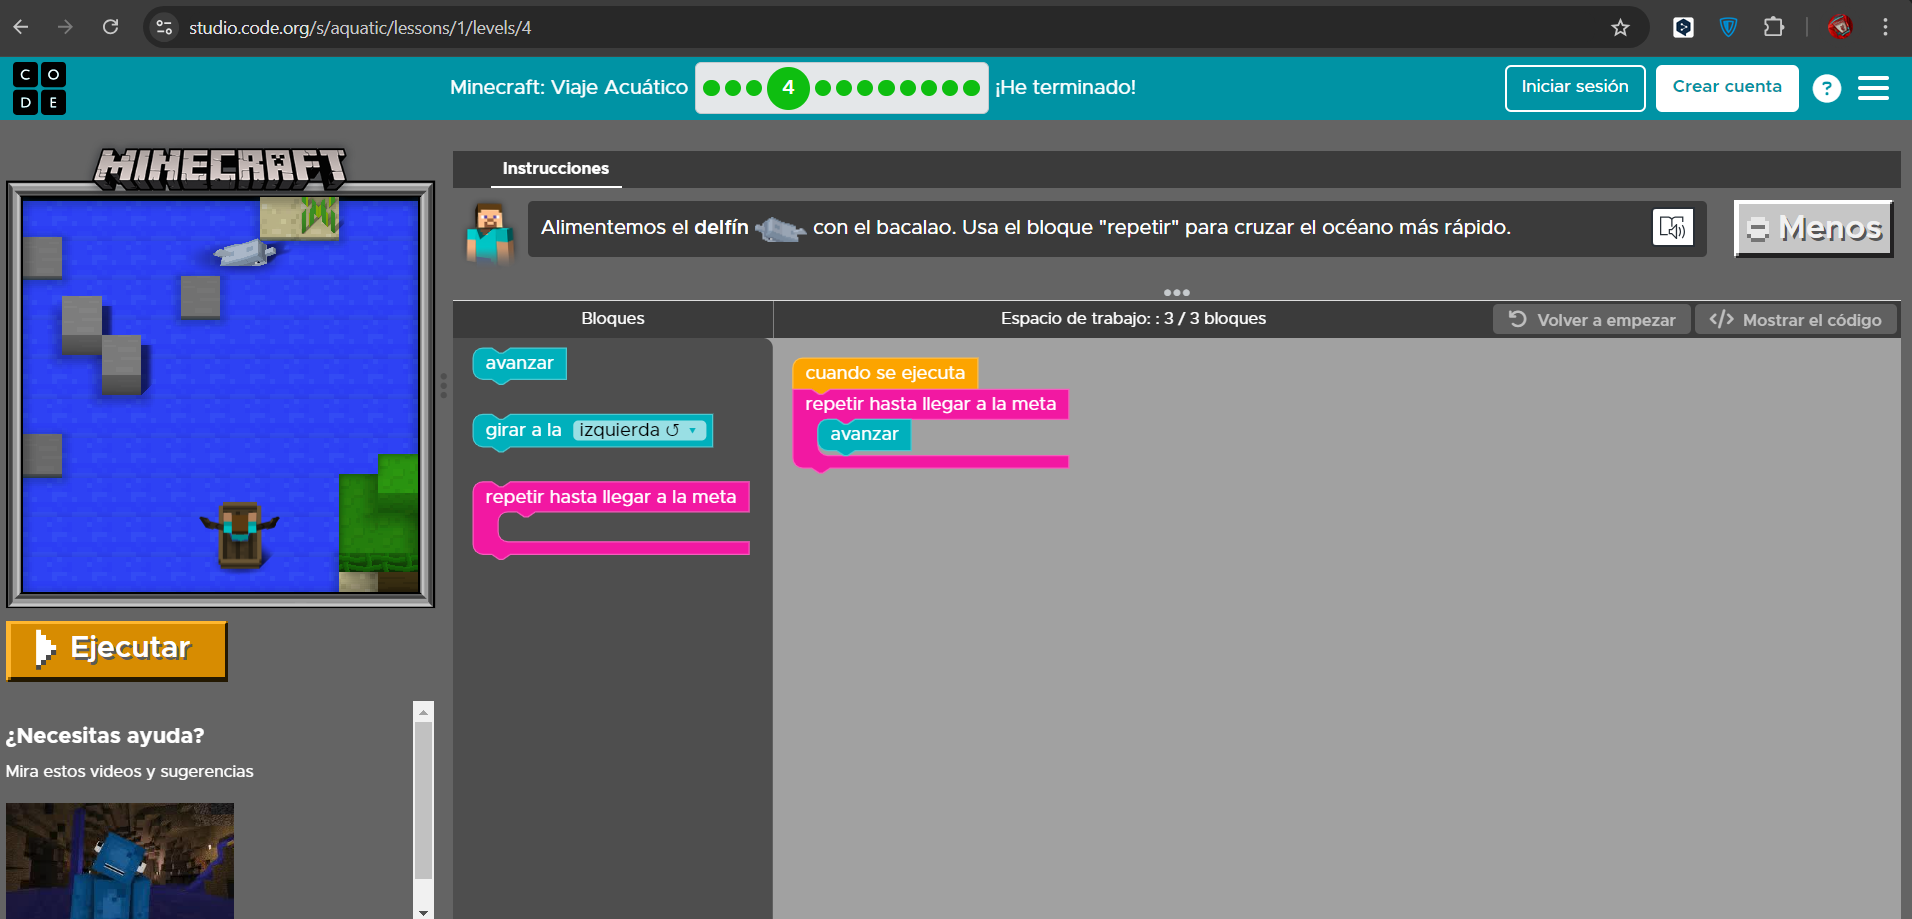 studio.code.org/s/aquatic/lessons/1/levels/4
C O
D E
Minecraft: Viaje Acuático
4
¡He terminado!
Iniciar sesión
Crear cuenta
?
MINECRAFT
Instrucciones
Alimentemos el delfín con el bacalao. Usa el bloque "repetir" para cruzar el océano más rápido.
Menos
Bloques
Espacio de trabajo: : 3 / 3 bloques
Volver a empezar
</> Mostrar el código
avanzar
girar a la izquierda ↺
repetir hasta llegar a la meta
cuando se ejecuta
repetir hasta llegar a la meta
avanzar
Ejecutar
¿Necesitas ayuda?
Mira estos videos y sugerencias